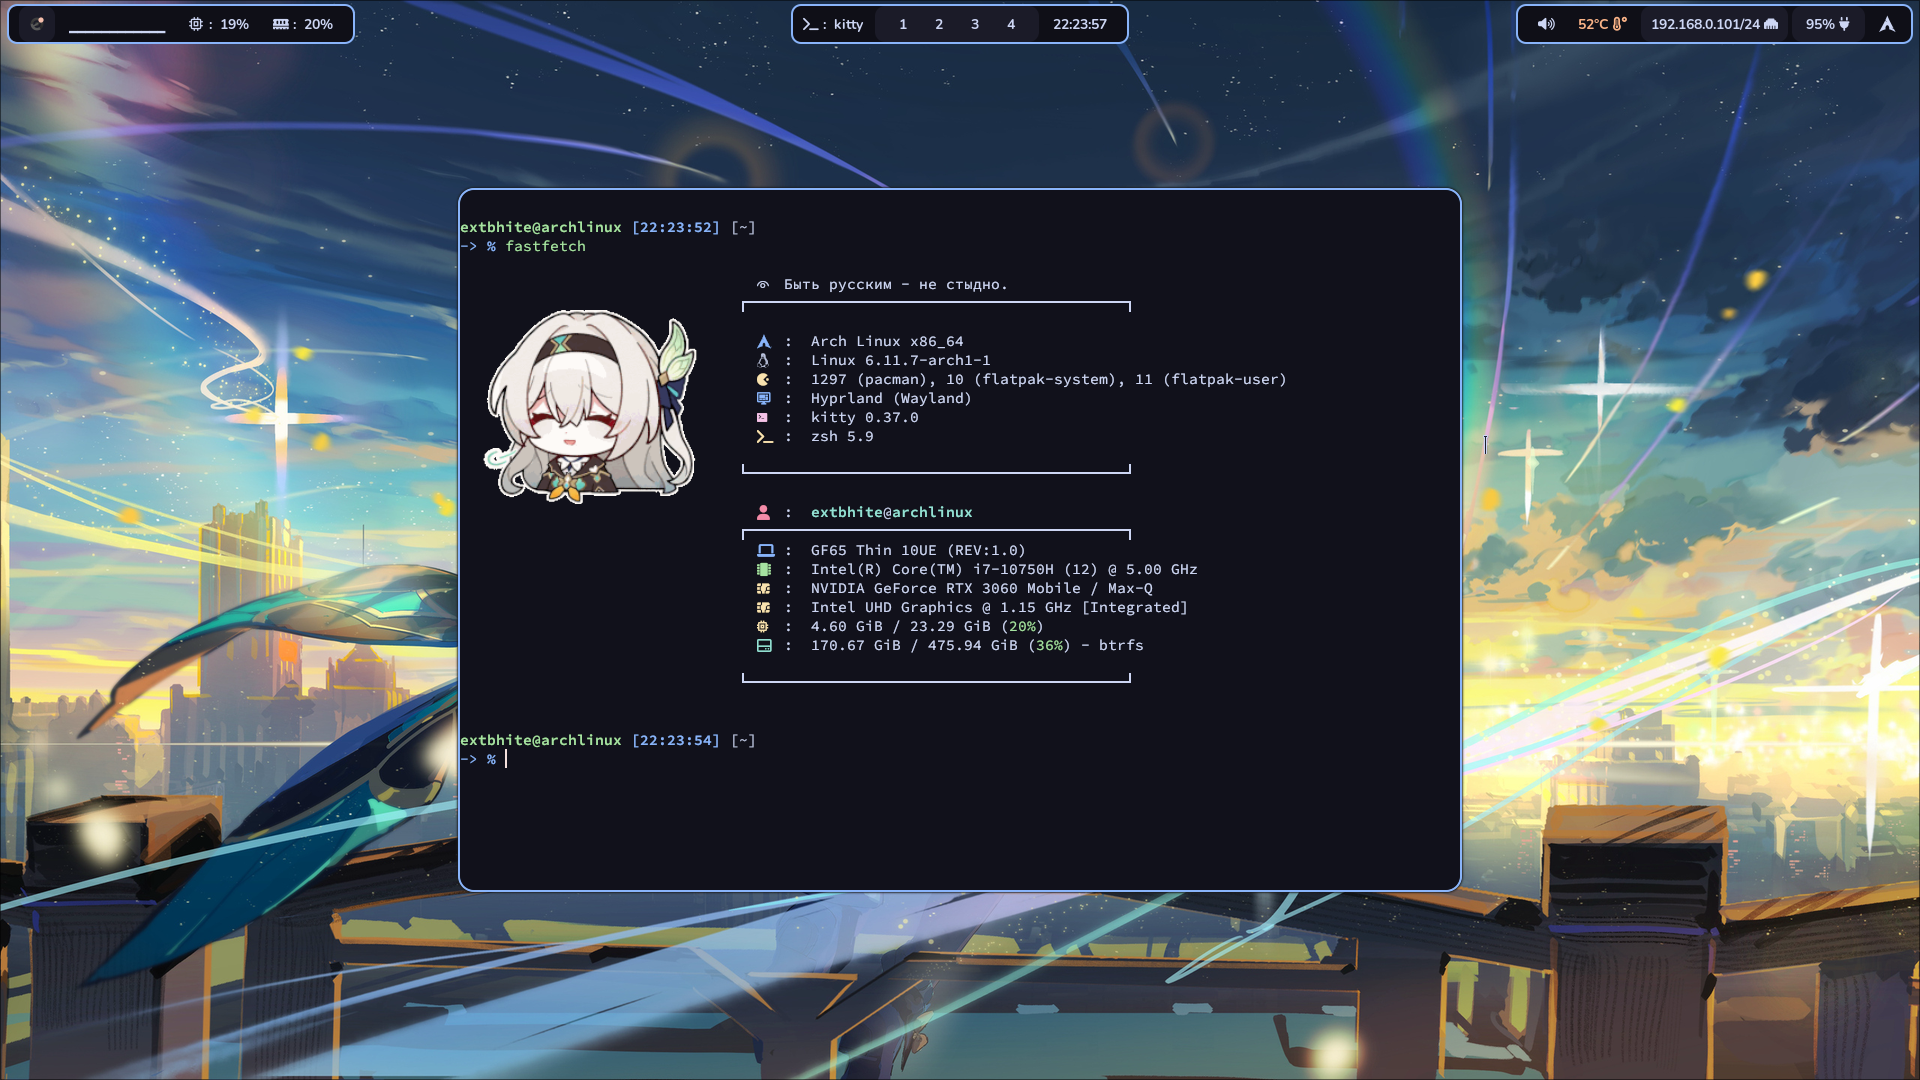 : 19% : 20%
: kitty 1 2 3 4 22:23:57
52°C 192.168.0.101/24 95%
extbhite@archlinux [22:23:52] [~]
-> % fastfetch
Быть русским - не стыдно.
: Arch Linux x86_64
: Linux 6.11.7-arch1-1
: 1297 (pacman), 10 (flatpak-system), 11 (flatpak-user)
: Hyprland (Wayland)
: kitty 0.37.0
: zsh 5.9
: extbhite@archlinux
: GF65 Thin 10UE (REV:1.0)
: Intel(R) Core(TM) i7-10750H (12) @ 5.00 GHz
: NVIDIA GeForce RTX 3060 Mobile / Max-Q
: Intel UHD Graphics @ 1.15 GHz [Integrated]
: 4.60 GiB / 23.29 GiB (20%)
: 170.67 GiB / 475.94 GiB (36%) - btrfs
extbhite@archlinux [22:23:54] [~]
-> %